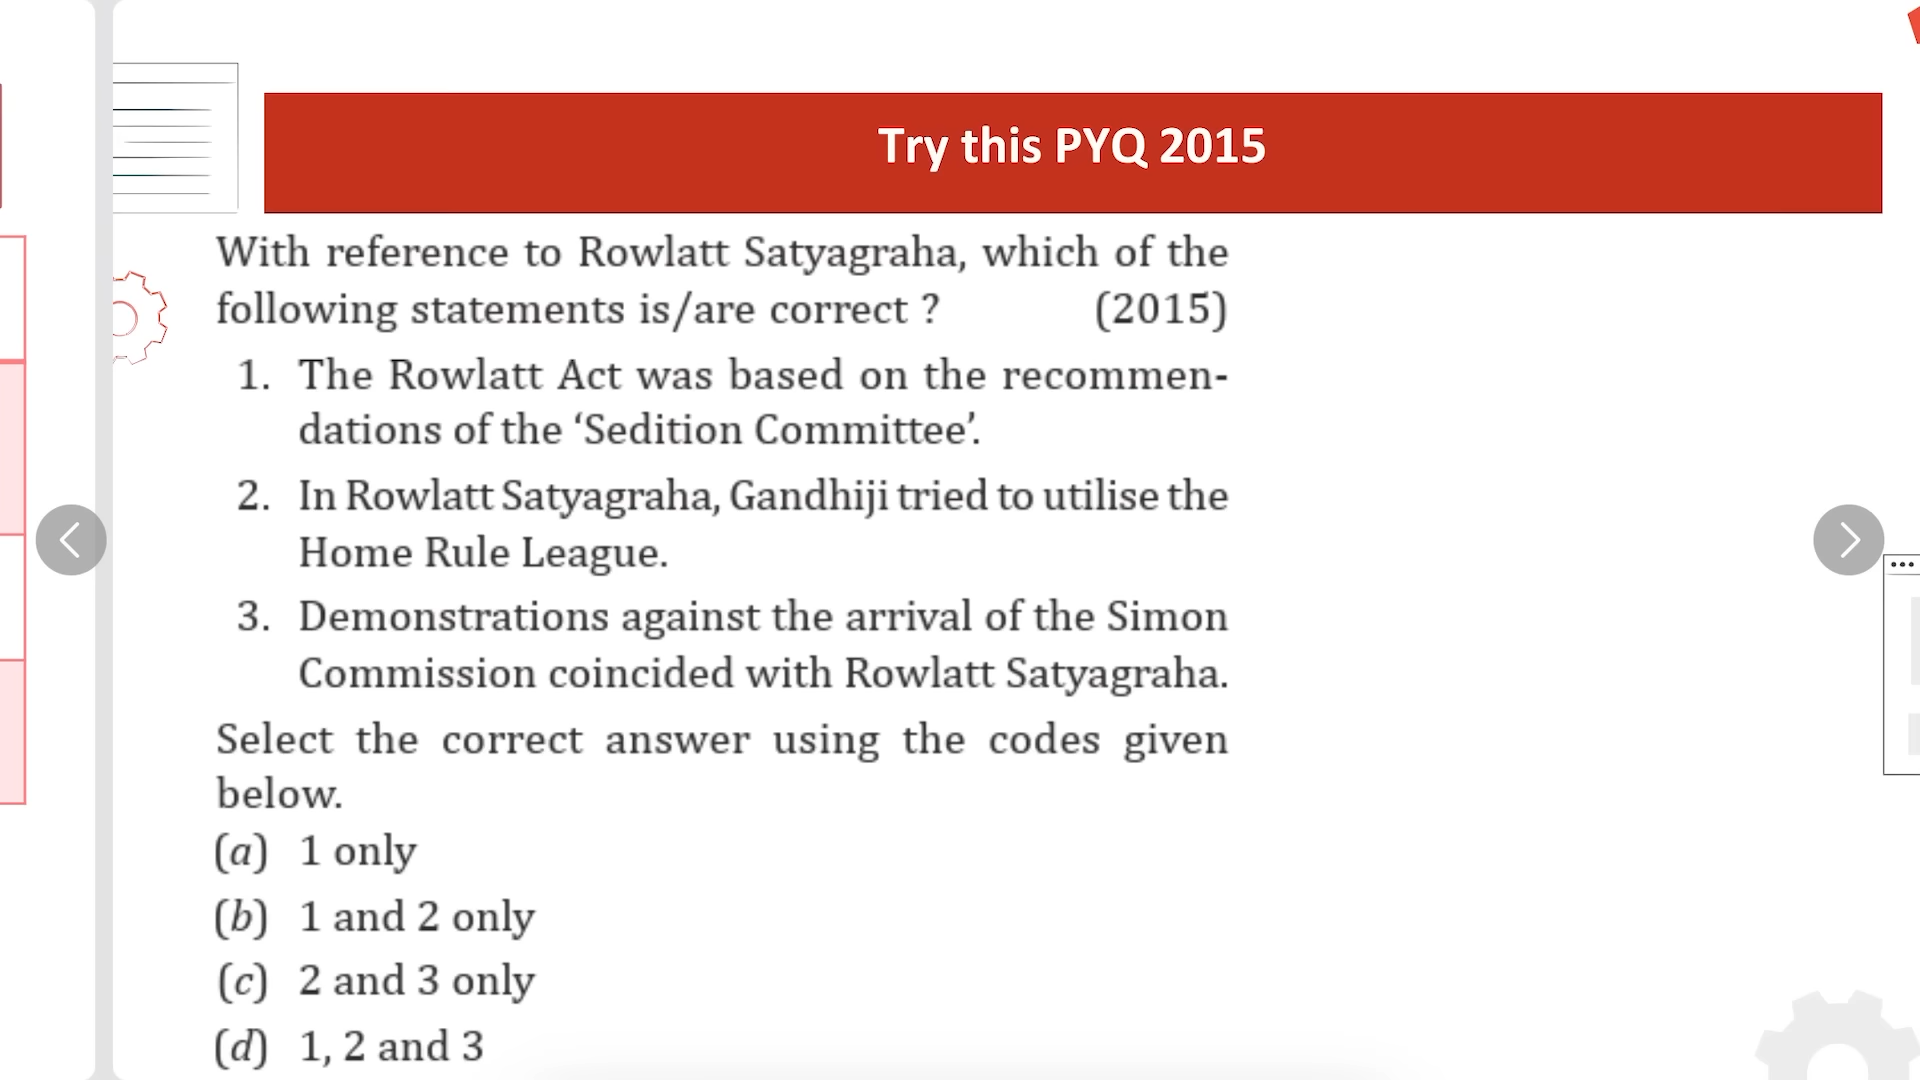 Try this PYQ 2015
With reference to Rowlatt Satyagraha, which of the
following statements is/are correct ? (2015)
1. The Rowlatt Act was based on the recommen-
dations of the ‘Sedition Committee’.
2. In Rowlatt Satyagraha, Gandhiji tried to utilise the
Home Rule League.
3. Demonstrations against the arrival of the Simon
Commission coincided with Rowlatt Satyagraha.
Select the correct answer using the codes given
below.
(a) 1 only
(b) 1 and 2 only
(c) 2 and 3 only
(d) 1, 2 and 3